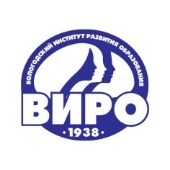 ВОЛОГОДСКИЙ ИНСТИТУТ РАЗВИТИЯ ОБРАЗОВАНИЯ
ВИРО
· 1938 ·